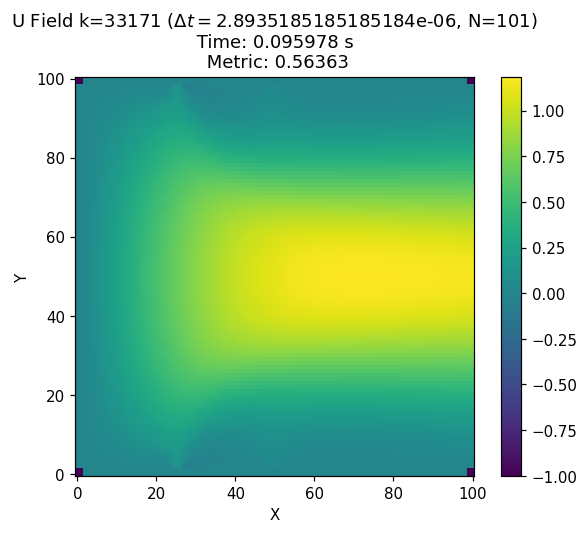 U Field k=33171 (Δt = 2.8935185185185184e-06, N=101)
Time: 0.095978 s
Metric: 0.56363
100
80
60
40
20
0
Y
0 20 40 60 80 100
X
1.00
0.75
0.50
0.25
0.00
−0.25
−0.50
−0.75
−1.00